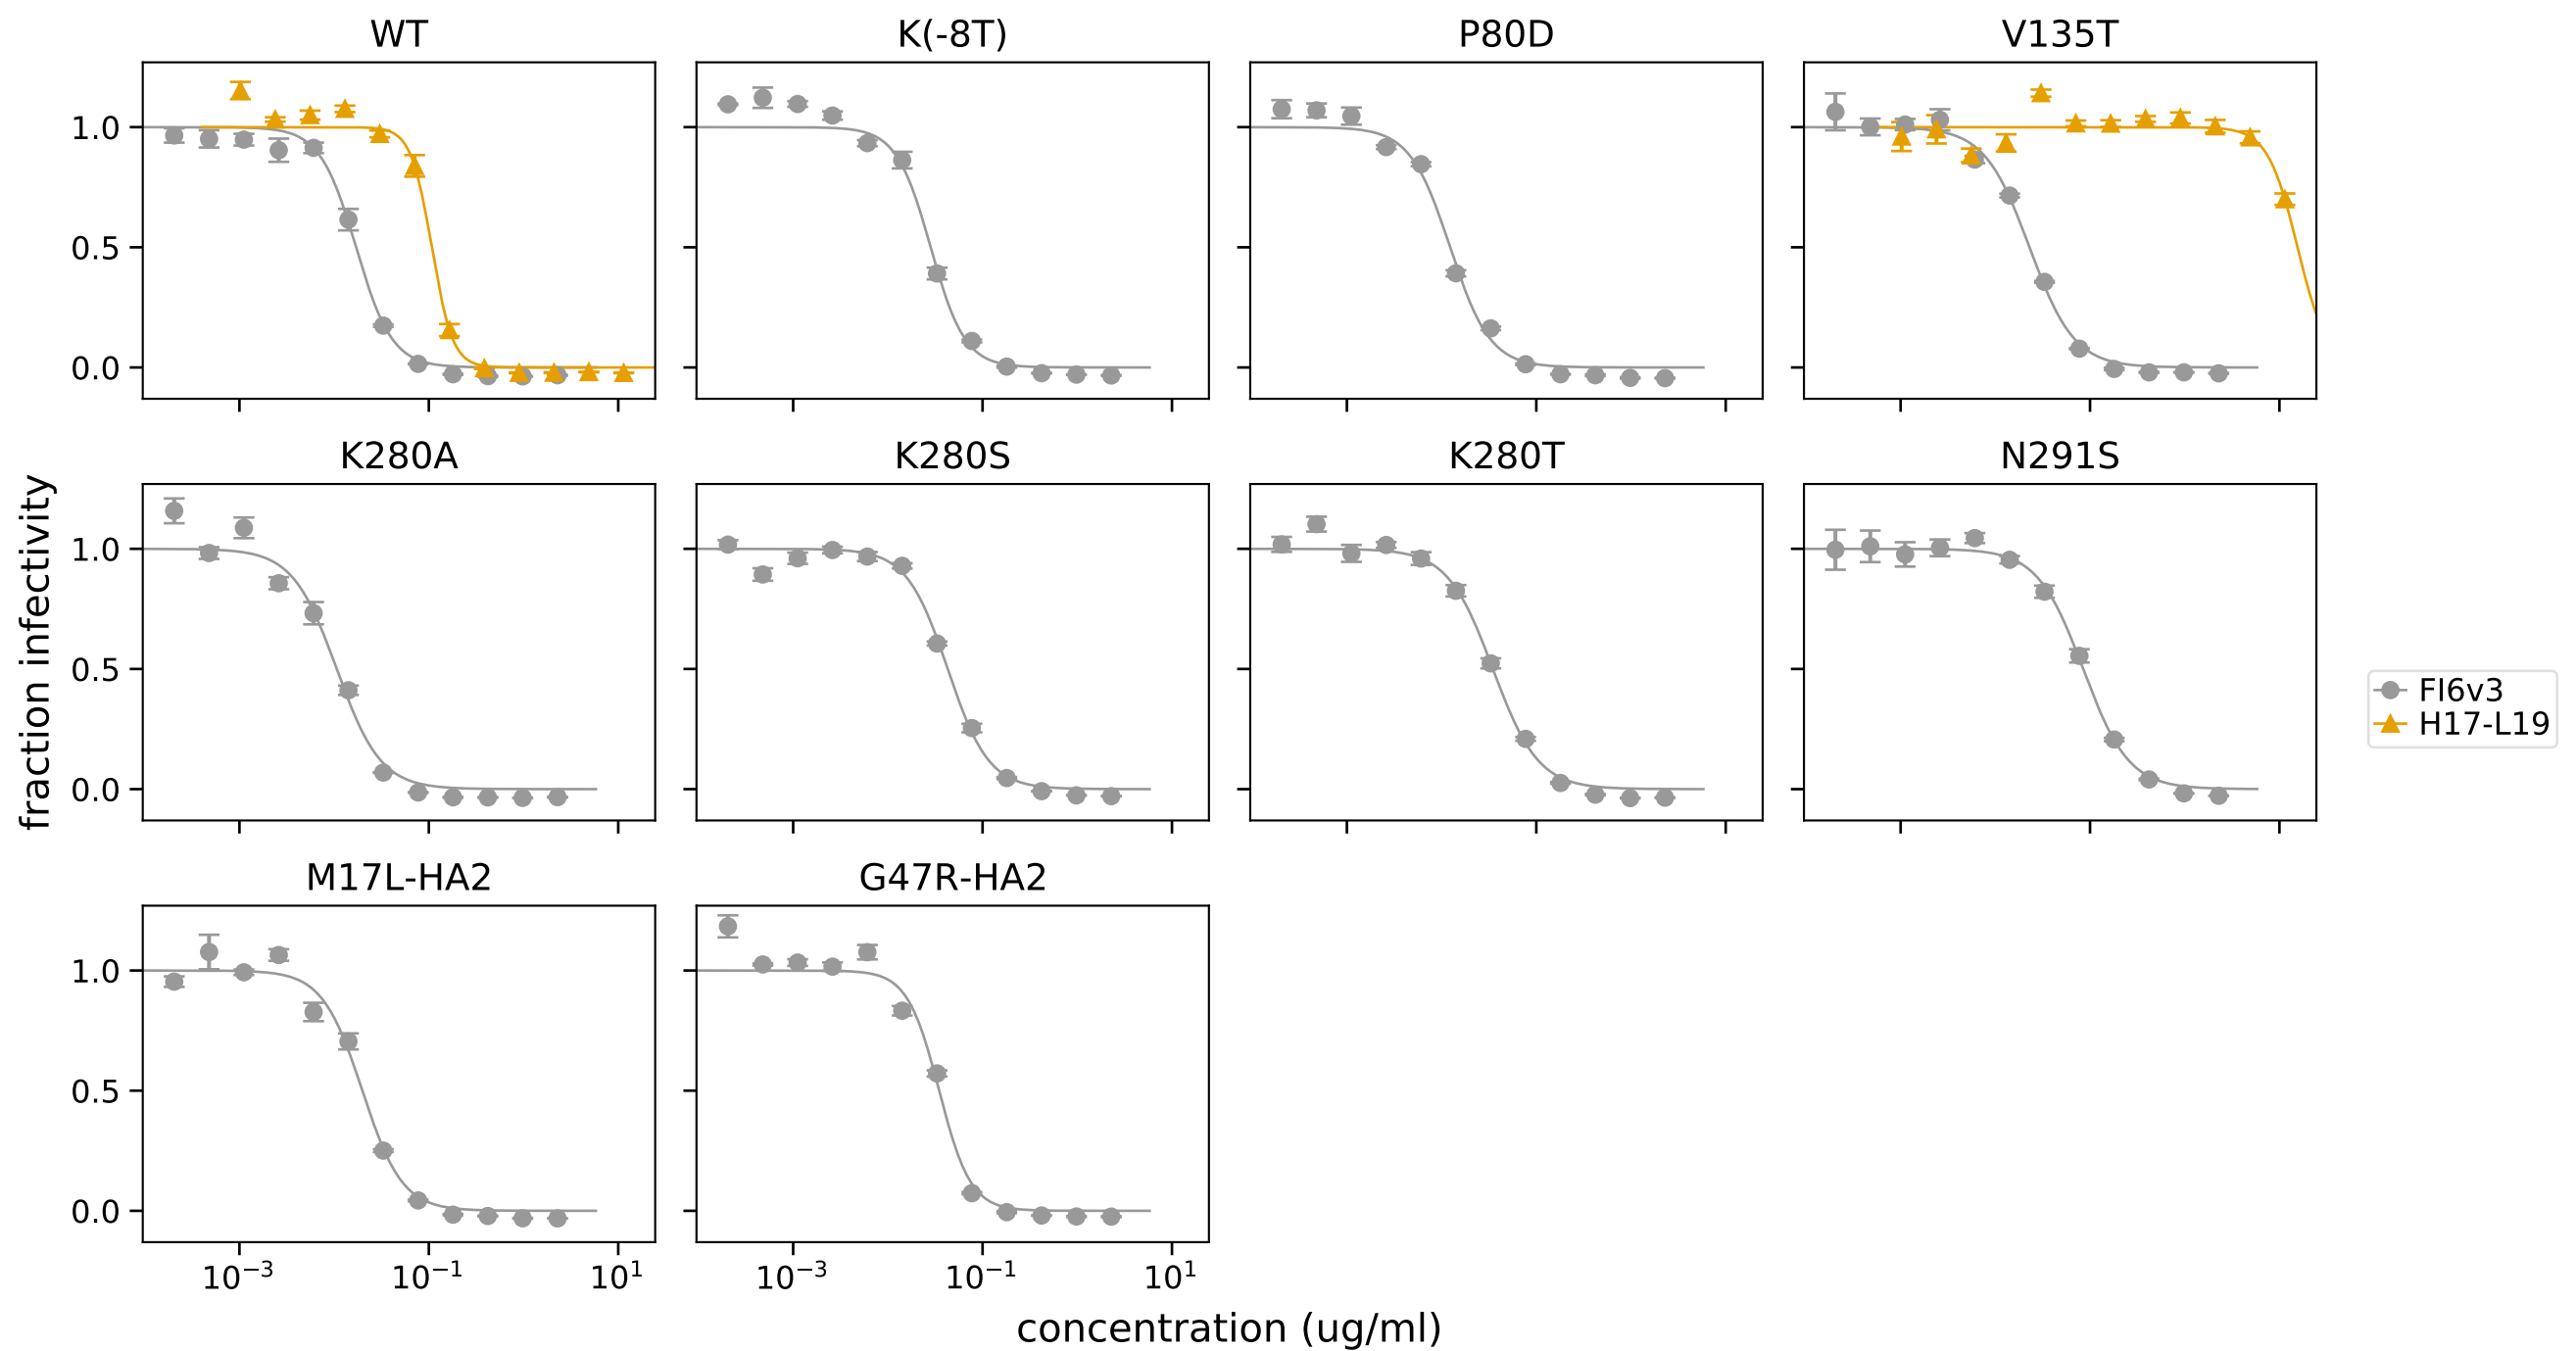 WT
K(-8T)
P80D
V135T
1.0
0.5
0.0
K280A
K280S
K280T
N291S
fraction infectivity
1.0
0.5
0.0
FI6v3
H17-L19
M17L-HA2
G47R-HA2
1.0
0.5
0.0
10⁻³
10⁻¹
10¹
10⁻³
10⁻¹
10¹
concentration (ug/ml)